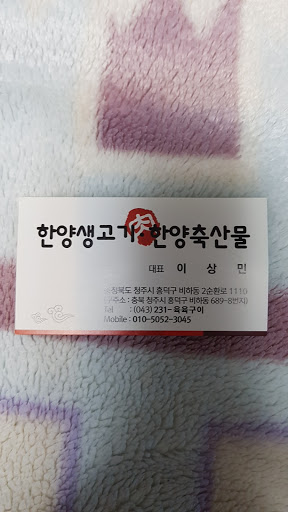 한양생고기 肉 한양축산물
대표 이 상 민
충청북도 청주시 흥덕구 비하동 2순환로 1110
(구주소 : 충북 청주시 흥덕구 비하동 689-8번지)
Tel : (043) 231-육육구이
Mobile : 010-5052-3045